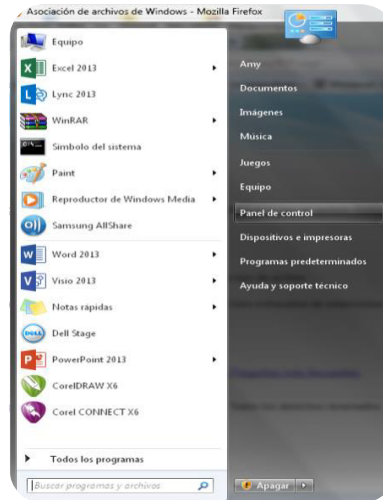 Asociación de archivos de Windows - Mozilla Firefox
Equipo
Excel 2013
Lync 2013
WinRAR
Símbolo del sistema
Paint
Reproductor de Windows Media
Samsung AllShare
Word 2013
Visio 2013
Notas rápidas
Dell Stage
PowerPoint 2013
CorelDRAW X6
Corel CONNECT X6
Todos los programas
Buscar programas y archivos
Amy
Documentos
Imágenes
Música
Juegos
Equipo
Panel de control
Dispositivos e impresoras
Programas predeterminados
Ayuda y soporte técnico
Apagar